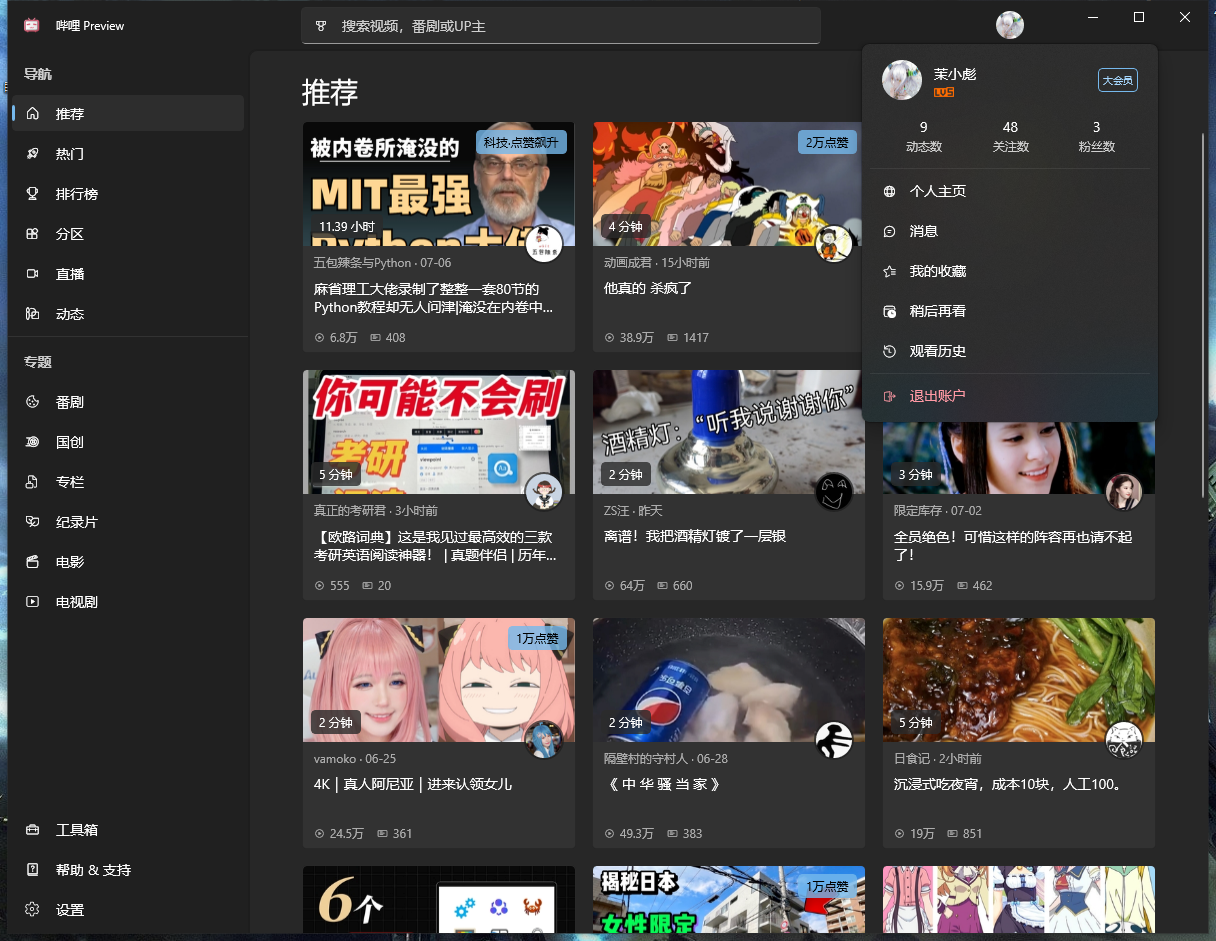 哔哩 Preview
搜索视频，番剧或UP主
导航
推荐
热门
排行榜
分区
直播
动态
专题
番剧
国创
专栏
纪录片
电影
电视剧
工具箱
帮助 & 支持
设置
推荐
被内卷所淹没的
科技·点赞飙升
MIT最强
11.39 小时
五包辣条与Python · 07-06
麻省理工大佬录制了整整一套80节的
Python教程却无人问津|淹没在内卷中...
6.8万 408
2万点赞
4 分钟
动画成君 · 15小时前
他真的 杀疯了
38.9万 1417
茉小彪
LV5
大会员
9 48 3
动态数 关注数 粉丝数
个人主页
消息
我的收藏
稍后再看
观看历史
退出账户
你可能不会刷
考研
viewpoint
5 分钟
真正的考研君 · 3小时前
【欧路词典】这是我见过最高效的三款
考研英语阅读神器！ | 真题伴侣 | 历年...
555 20
酒精灯：“听我说谢谢你”
2 分钟
ZS汪 · 昨天
离谱！我把酒精灯镀了一层银
64万 660
3 分钟
限定库存 · 07-02
全员绝色！可惜这样的阵容再也请不起
了！
15.9万 462
1万点赞
2 分钟
vamoko · 06-25
4K｜真人阿尼亚｜进来认领女儿
24.5万 361
2 分钟
隔壁村的守村人 · 06-28
《 中 华 骚 当 家 》
49.3万 383
5 分钟
日食记 · 2小时前
沉浸式吃夜宵，成本10块，人工100。
19万 851
6个
揭秘日本
1万点赞
女性限定